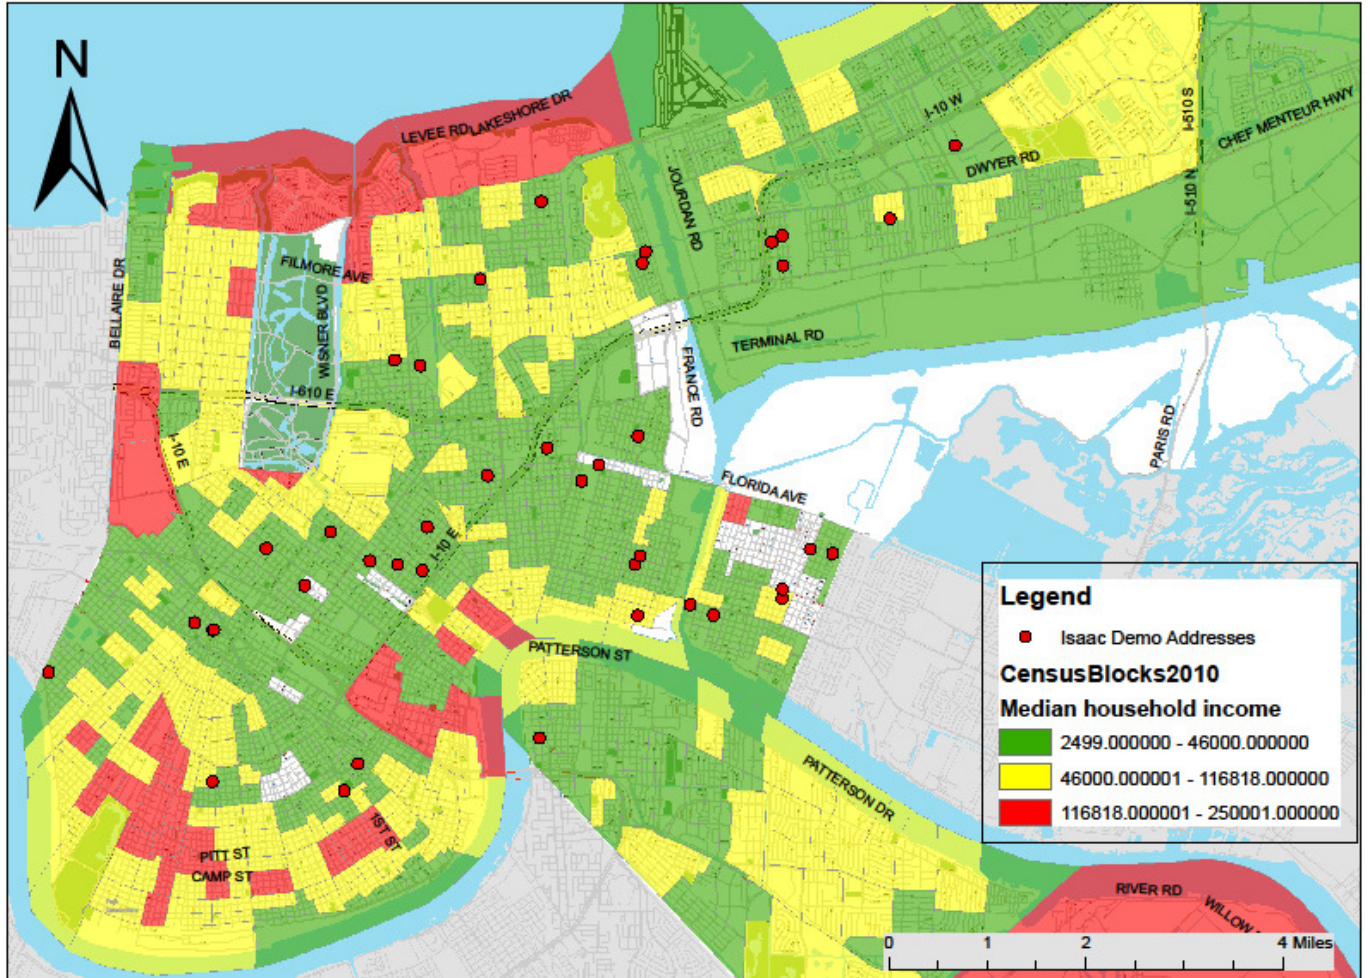 N
LEVEE RD
LAKESHORE DR
I-10 W
I-510 S
CHEF MENTEUR HWY
DWYER RD
JOURDAN RD
I-510 N
BELLAIRE DR
FILMORE AVE
WISNER BLVD
I-610 E
TERMINAL RD
FRANCE RD
I-10 E
PARIS RD
FLORIDA AVE
I-10 E
PATTERSON ST
PATTERSON DR
1ST ST
PITT ST
CAMP ST
RIVER RD
WILLOW
Legend
Isaac Demo Addresses
CensusBlocks2010
Median household income
2499.000000 - 46000.000000
46000.000001 - 116818.000000
116818.000001 - 250001.000000
0 1 2 4 Miles